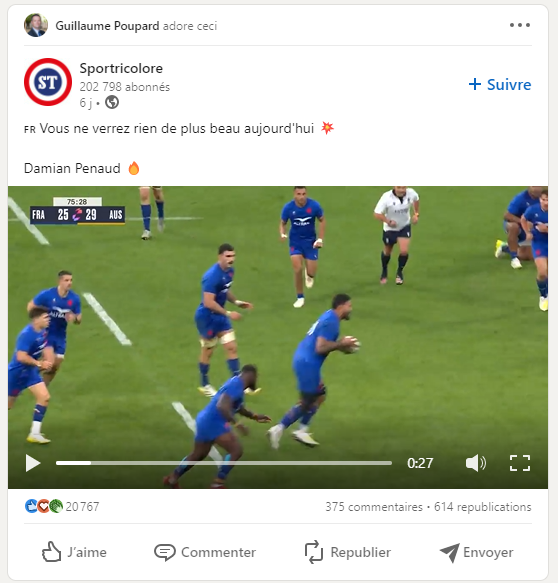 Guillaume Poupard adore ceci
ST
Sportricolore
202 798 abonnés
6 j •
+ Suivre
FR Vous ne verrez rien de plus beau aujourd'hui 💥
Damian Penaud 🔥
75:28
FRA 25 29 AUS
0:27
20 767
375 commentaires • 614 republications
J'aime
Commenter
Republier
Envoyer